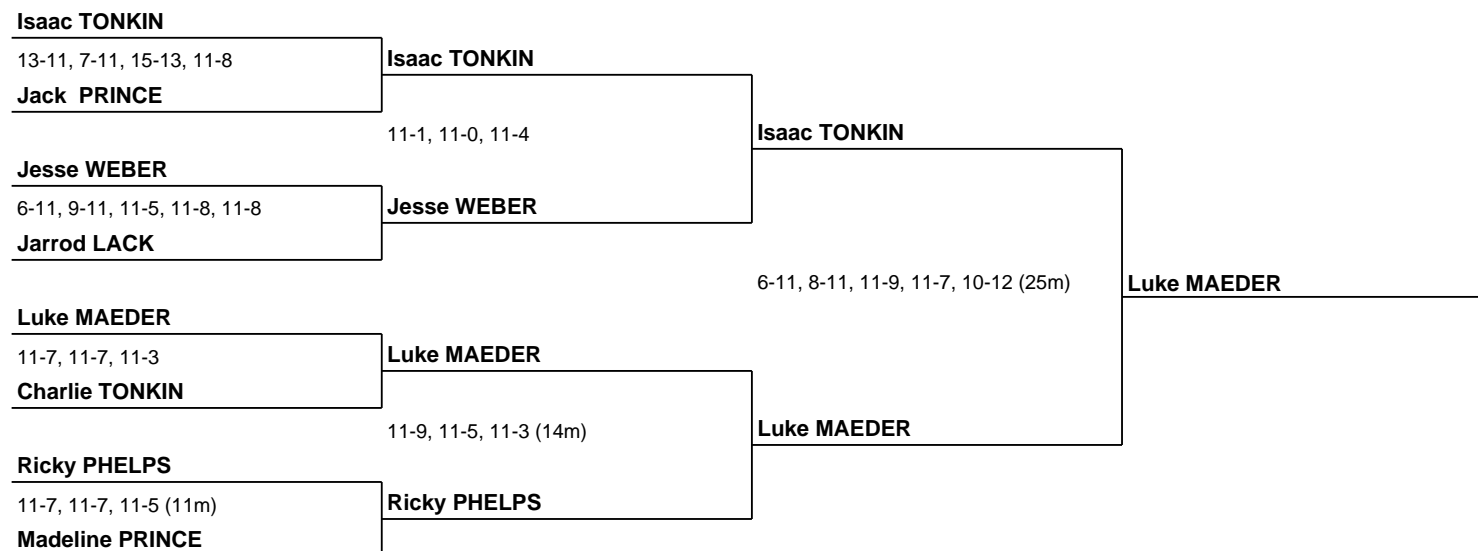 Isaac TONKIN
13-11, 7-11, 15-13, 11-8
Jack  PRINCE
Isaac TONKIN
11-1, 11-0, 11-4
Jesse WEBER
6-11, 9-11, 11-5, 11-8, 11-8
Jarrod LACK
Jesse WEBER
Isaac TONKIN
6-11, 8-11, 11-9, 11-7, 10-12 (25m)
Luke MAEDER
Luke MAEDER
11-7, 11-7, 11-3
Charlie TONKIN
Luke MAEDER
11-9, 11-5, 11-3 (14m)
Luke MAEDER
Ricky PHELPS
11-7, 11-7, 11-5 (11m)
Madeline PRINCE
Ricky PHELPS